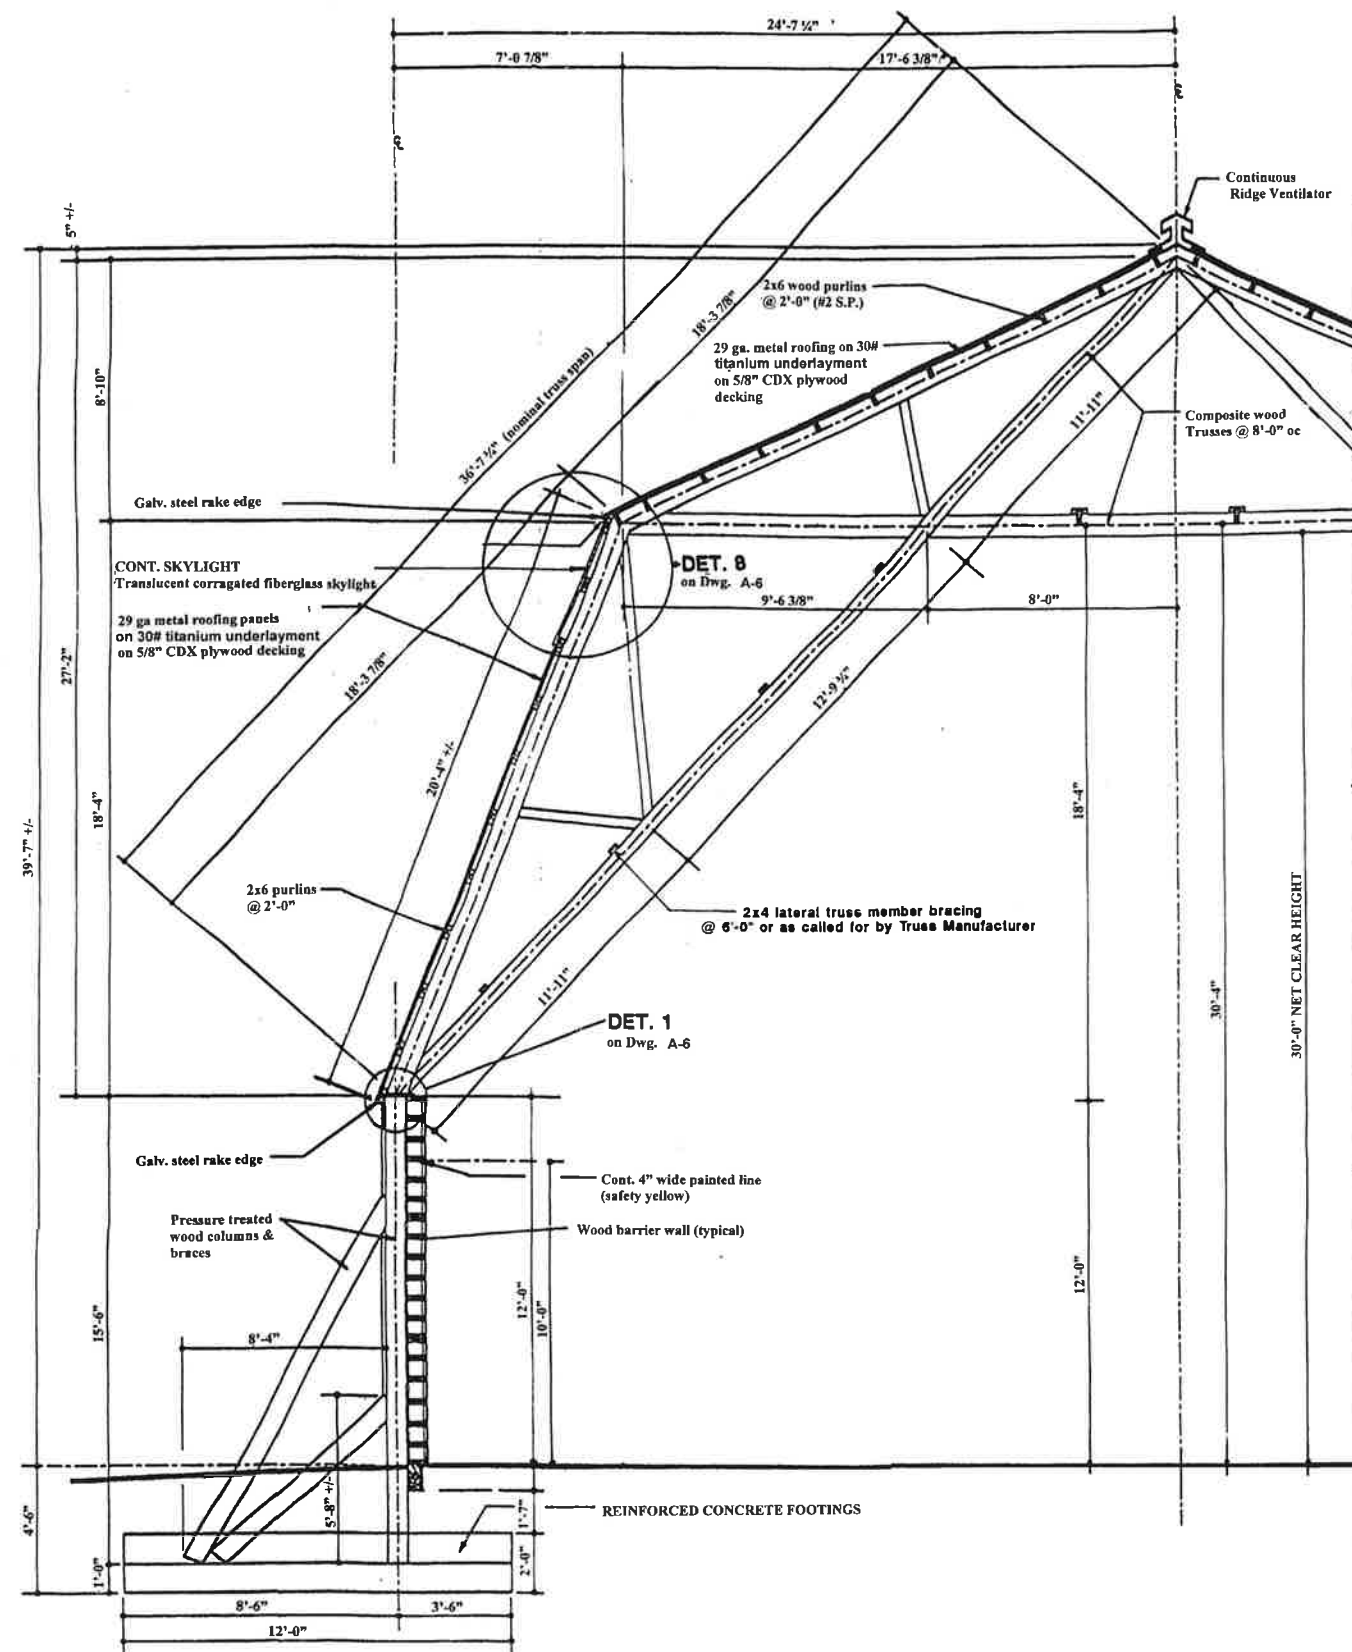 24'-7 ¼"
7'-0 7/8"
17'-6 3/8"
Continuous
Ridge Ventilator
5" +/-
2x6 wood purlins
@ 2'-0" (#2 S.P.)
18'-3 7/8"
29 ga. metal roofing on 30#
titanium underlayment
on 5/8" CDX plywood
decking
8'-10"
36'-7 ¾" (nominal truss span)
11'-11"
Composite wood
Trusses @ 8'-0" oc
Galv. steel rake edge
CONT. SKYLIGHT
Translucent corragated fiberglass skylight
DET. 8
on Dwg. A-6
9'-6 3/8"
8'-0"
29 ga metal roofing panels
on 30# titanium underlayment
on 5/8" CDX plywood decking
27'-2"
18'-3 7/8"
12'-9 ¾"
20'-4" +/-
18'-4"
18'-4"
39'-7" +/-
2x6 purlins
@ 2'-0"
2x4 lateral truss member bracing
@ 6'-0" or as called for by Truss Manufacturer
11'-11"
30'-4"
30'-0" NET CLEAR HEIGHT
DET. 1
on Dwg. A-6
Galv. steel rake edge
Cont. 4" wide painted line
(safety yellow)
Pressure treated
wood columns &
braces
Wood barrier wall (typical)
12'-0"
12'-0"
10'-0"
15'-6"
8'-4"
5'-8" +/-
4'-6"
1'-7"
REINFORCED CONCRETE FOOTINGS
1'-0"
2'-0"
8'-6"
3'-6"
12'-0"